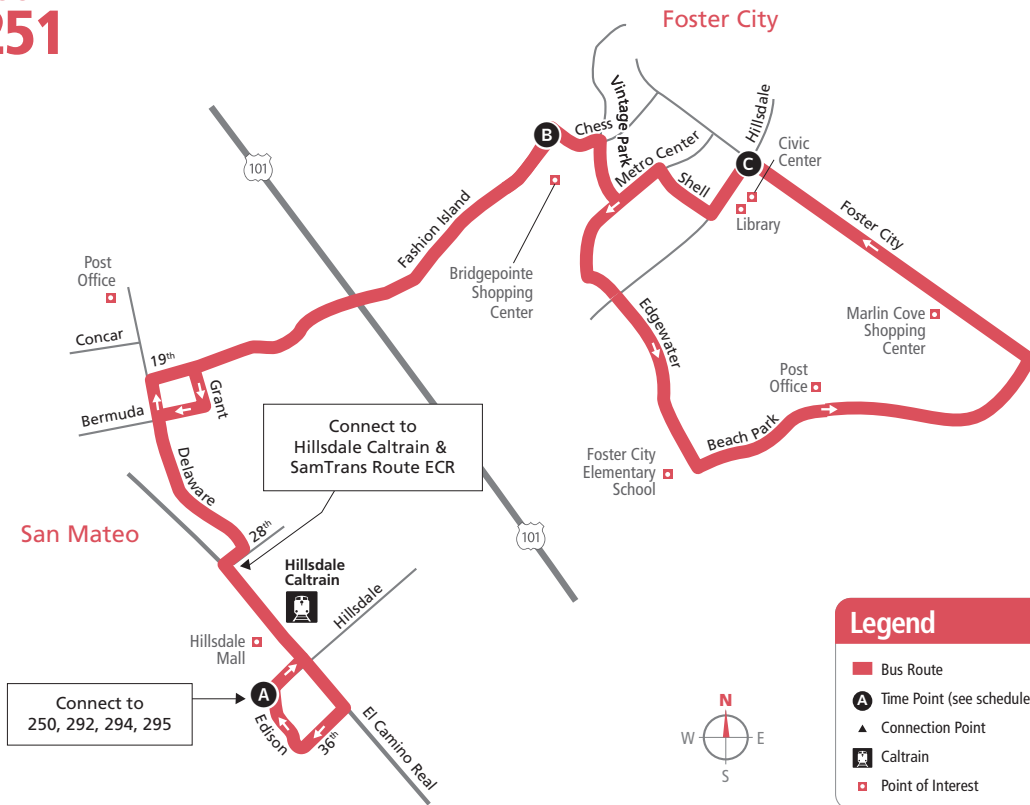 251
Foster City
Vintage Park
Chess
B
Hillsdale
Metro Center
C
Civic
Center
Shell
Library
101
Fashion Island
Foster City
Bridgepointe
Shopping
Center
Post
Office
Concar
19th
Grant
Bermuda
Edgewater
Marlin Cove
Shopping
Center
Post
Office
Beach Park
Connect to
Hillsdale Caltrain &
SamTrans Route ECR
Delaware
Foster City
Elementary
School
San Mateo
28th
101
Hillsdale
Caltrain
Hillsdale
Hillsdale
Mall
A
Connect to
250, 292, 294, 295
Edison
36th
El Camino Real
N
W
E
S
Legend
Bus Route
A
Time Point (see schedule
Connection Point
Caltrain
Point of Interest